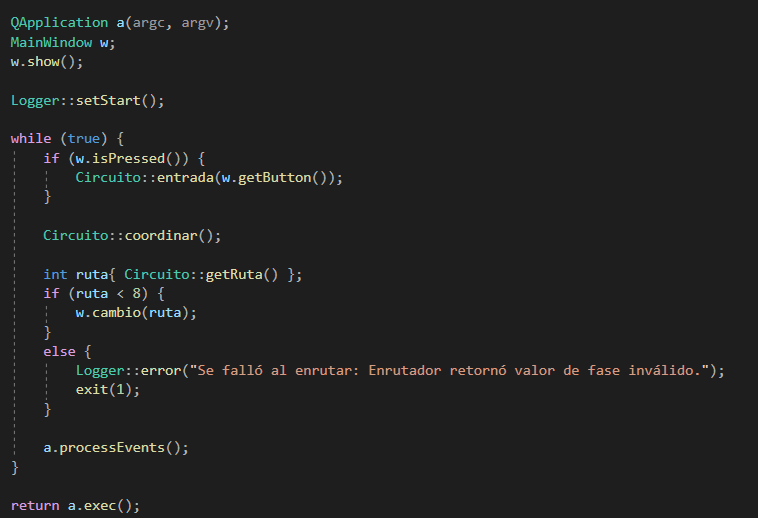 QApplication a(argc, argv);
MainWindow w;
w.show();
Logger::setStart();
while (true) {
if (w.isPressed()) {
Circuito::entrada(w.getButton());
}
Circuito::coordinar();
int ruta{ Circuito::getRuta() };
if (ruta < 8) {
w.cambio(ruta);
}
else {
Logger::error("Se falló al enrutar: Enrutador retornó valor de fase inválido.");
exit(1);
}
a.processEvents();
}
return a.exec();